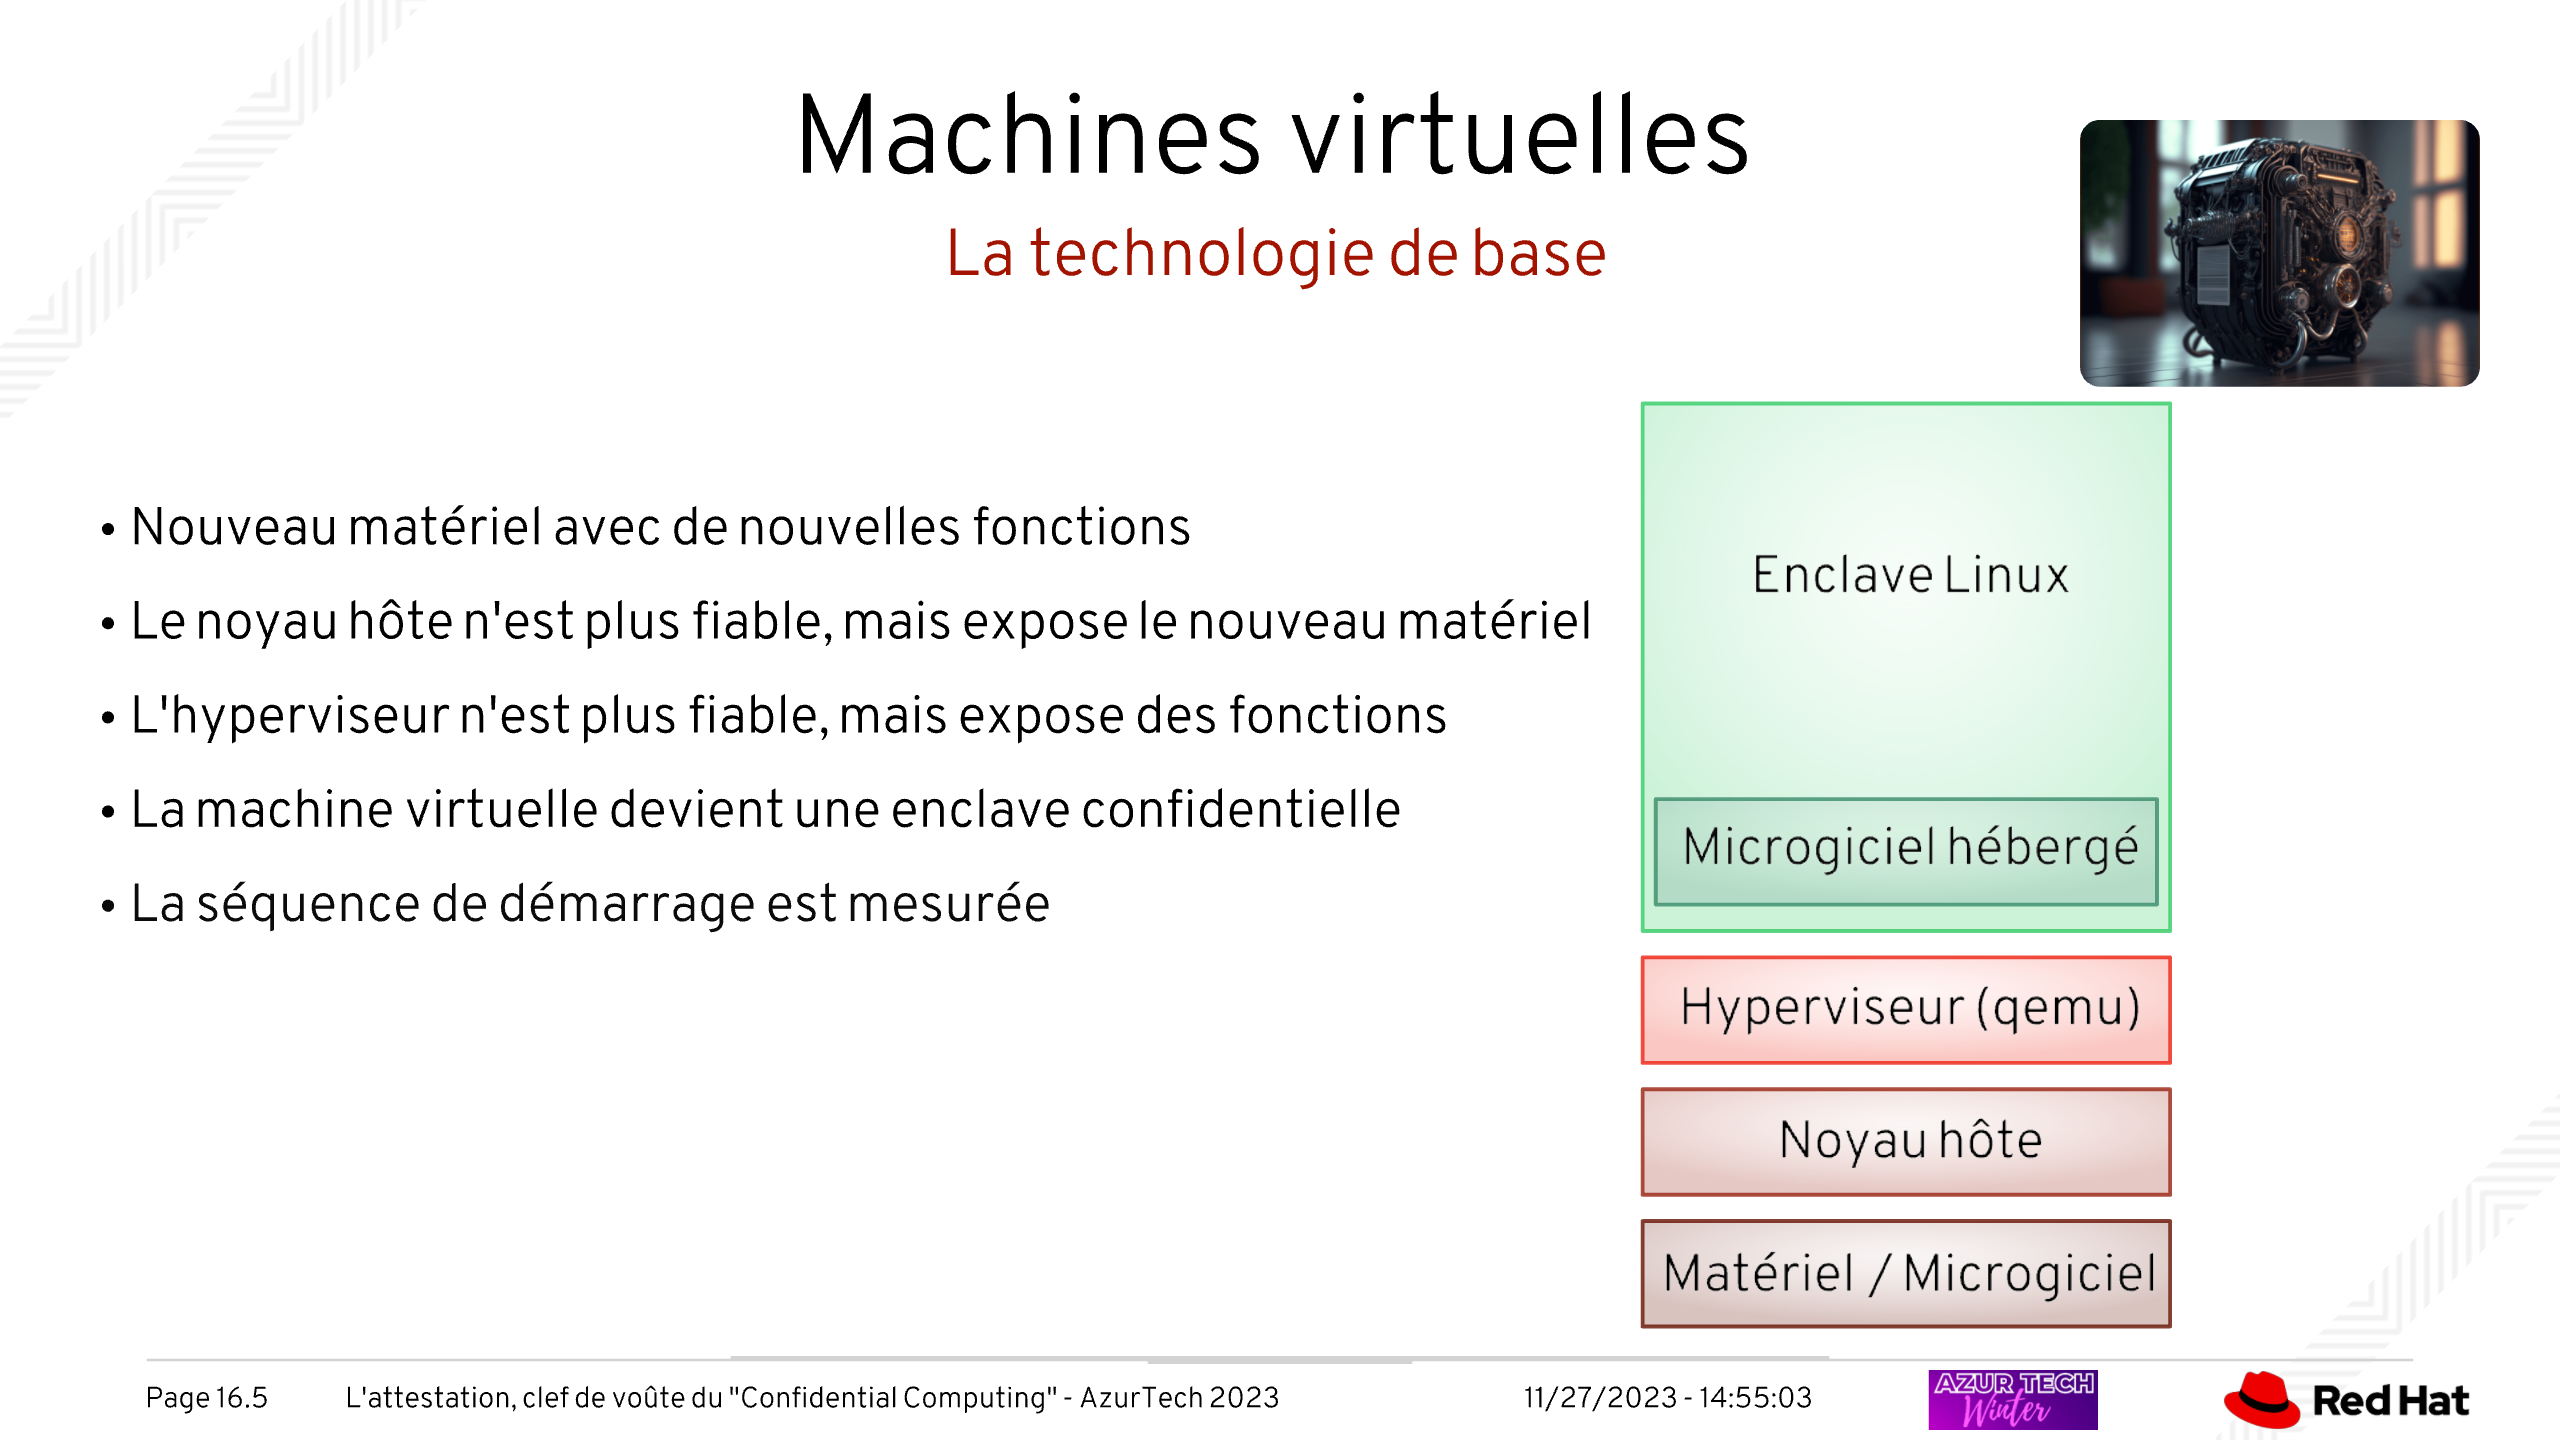 Machines virtuelles
La technologie de base
• Nouveau matériel avec de nouvelles fonctions
• Le noyau hôte n'est plus fiable, mais expose le nouveau matériel
• L'hyperviseur n'est plus fiable, mais expose des fonctions
• La machine virtuelle devient une enclave confidentielle
• La séquence de démarrage est mesurée
Enclave Linux
Microgiciel hébergé
Hyperviseur (qemu)
Noyau hôte
Matériel / Microgiciel
Page 16.5
L'attestation, clef de voûte du "Confidential Computing" - AzurTech 2023
11/27/2023 - 14:55:03
AZUR TECH
Winter
Red Hat